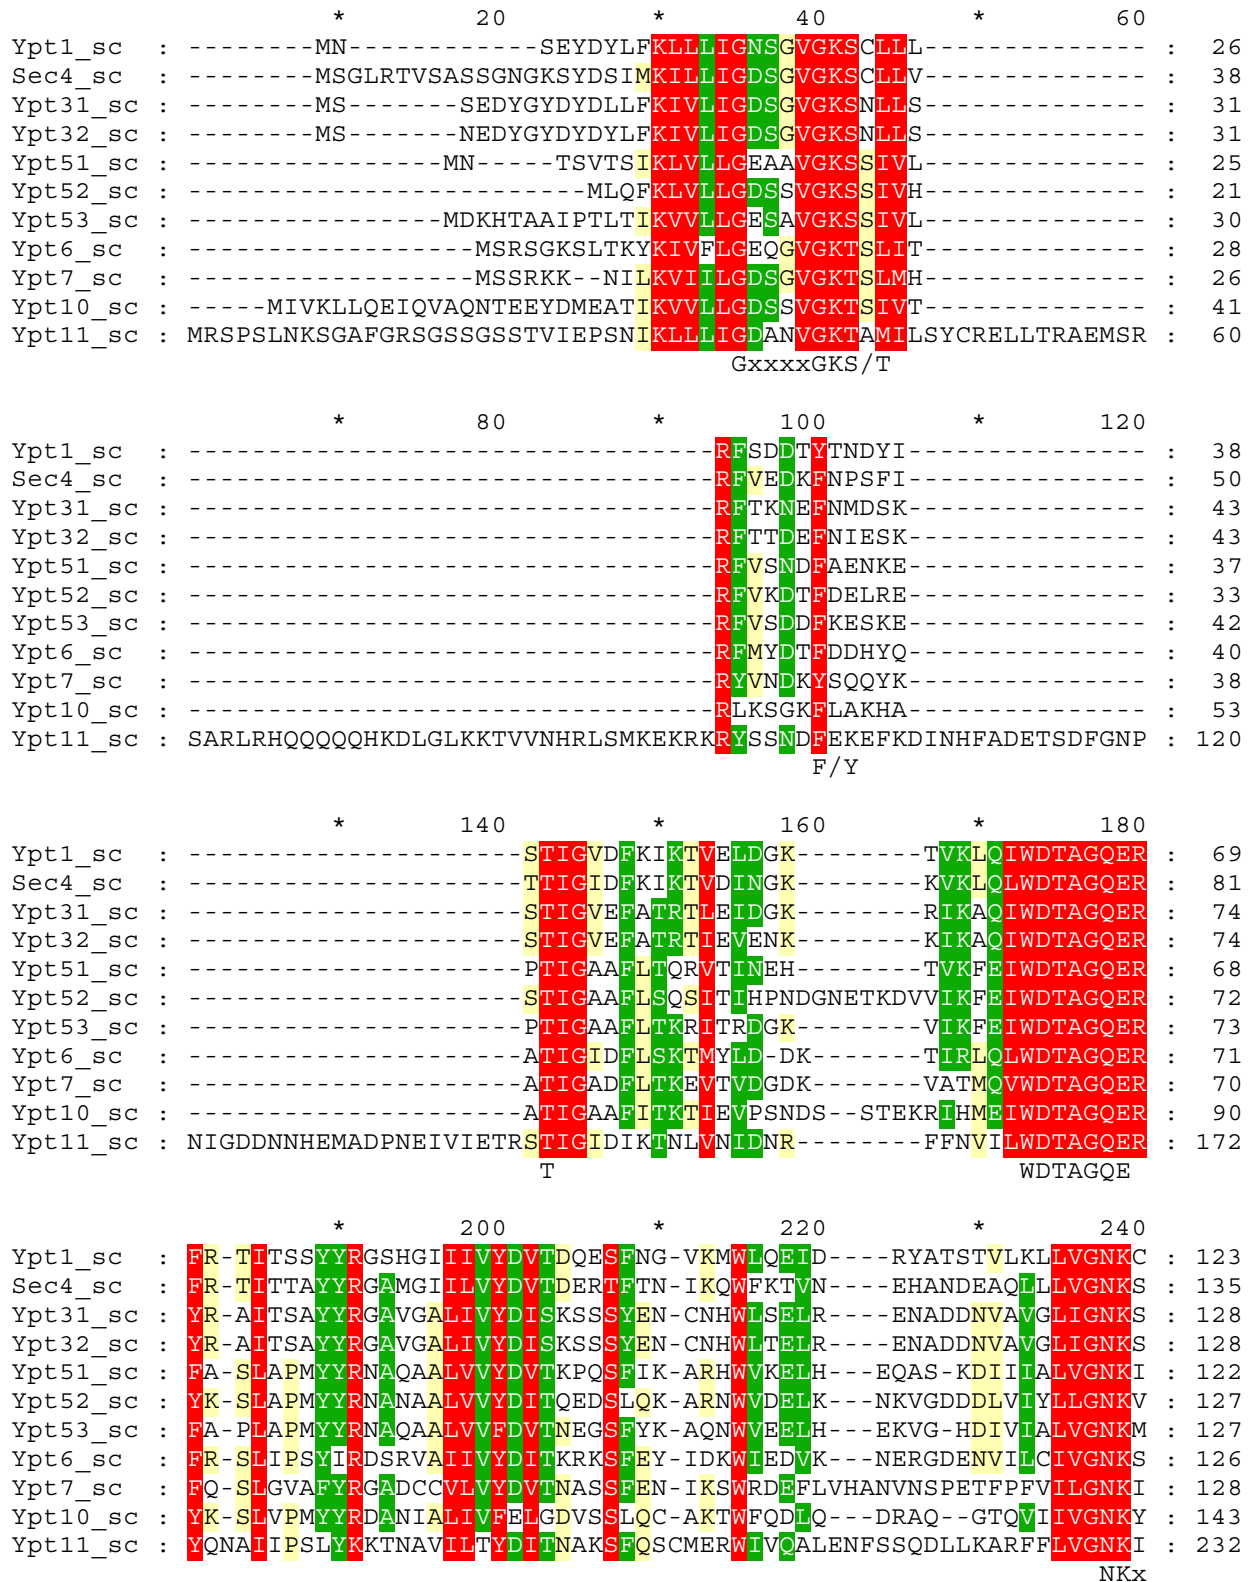 * 20 * 40 * 60
Ypt1_sc : --------MN------------SEYDYLFKLLLIGNSGVGKSCLLL-------------- : 26
Sec4_sc : --------MSGLRTVSASSGNGKSYDSIMKILLIGDSGVGKSCLLV-------------- : 38
Ypt31_sc : --------MS-------SEDYGYDYDLLFKIVLIGDSGVGKSNLLS-------------- : 31
Ypt32_sc : --------MS-------NEDYGYDYDYLFKIVLIGDSGVGKSNLLS-------------- : 31
Ypt51_sc : ----------------MN-----TSVTSIKLVLLGEAAVGKSSIVL-------------- : 25
Ypt52_sc : -------------------------MLQFKLVLLGDSSVGKSSIVH-------------- : 21
Ypt53_sc : ----------------MDKHTAAIPTLTIKVVLLGESAVGKSSIVL-------------- : 30
Ypt6_sc : ------------------MSRSGKSLTKYKIVFLGEQGVGKTSLIT-------------- : 28
Ypt7_sc : ------------------MSSRKK--NILKVIILGDSGVGKTSLMH-------------- : 26
Ypt10_sc : -----MIVKLLQEIQVAQNTEEYDMEATIKVVLLGDSSVGKTSIVT-------------- : 41
Ypt11_sc : MRSPSLNKSGAFGRSGSSGSSTVIEPSNIKLLLIGDANVGKTAMILSYCRELLTRAEMSR : 60
GxxxxGKS/T
* 80 * 100 * 120
Ypt1_sc : ---------------------------------RFSDDTYTNDYI--------------- : 38
Sec4_sc : ---------------------------------RFVEDKFNPSFI--------------- : 50
Ypt31_sc : ---------------------------------RFTKNEFNMDSK--------------- : 43
Ypt32_sc : ---------------------------------RFTTDEFNIESK--------------- : 43
Ypt51_sc : ---------------------------------RFVSNDFAENKE--------------- : 37
Ypt52_sc : ---------------------------------RFVKDTFDELRE--------------- : 33
Ypt53_sc : ---------------------------------RFVSDDFKESKE--------------- : 42
Ypt6_sc : ---------------------------------RFMYDTFDDHYQ--------------- : 40
Ypt7_sc : ---------------------------------RYVNDKYSQQYK--------------- : 38
Ypt10_sc : ---------------------------------RLKSGKFLAKHA--------------- : 53
Ypt11_sc : SARLRHQQQQQHKDLGLKKTVVNHRLSMKEKRKRYSSNDFEKEFKDINHFADETSDFGNP : 120
F/Y
* 140 * 160 * 180
Ypt1_sc : ---------------------STIGVDFKIKTVELDGK--------TVKLQIWDTAGQER : 69
Sec4_sc : ---------------------TTIGIDFKIKTVDINGK--------KVKLQLWDTAGQER : 81
Ypt31_sc : ---------------------STIGVEFATRTLEIDGK--------RIKAQIWDTAGQER : 74
Ypt32_sc : ---------------------STIGVEFATRTIEVENK--------KIKAQIWDTAGQER : 74
Ypt51_sc : ---------------------PTIGAAFLTQRVTINEH--------TVKFEIWDTAGQER : 68
Ypt52_sc : ---------------------STIGAAFLSQSITIHPNDGNETKDVVIKFEIWDTAGQER : 72
Ypt53_sc : ---------------------PTIGAAFLTKRITRDGK--------VIKFEIWDTAGQER : 73
Ypt6_sc : ---------------------ATIGIDFLSKTMYLD-DK-------TIRLQLWDTAGQER : 71
Ypt7_sc : ---------------------ATIGADFLTKEVTVDGDK-------VATMQVWDTAGQER : 70
Ypt10_sc : ---------------------ATIGAAFITKTIEVPSNDS--STEKRIHMEIWDTAGQER : 90
Ypt11_sc : NIGDDNNHEMADPNEIVIETRSTIGIDIKTNLVNIDNR--------FFNVILWDTAGQER : 172
T WDTAGQE
* 200 * 220 * 240
Ypt1_sc : FR-TITSSYYRGSHGIIIVYDVTDQESFNG-VKMWLQEID----RYATSTVLKLLVGNKC : 123
Sec4_sc : FR-TITTAYYRGAMGIILVYDVTDERTFTN-IKQWFKTVN----EHANDEAQLLLVGNKS : 135
Ypt31_sc : YR-AITSAYYRGAVGALIVYDISKSSSYEN-CNHWLSELR----ENADDNVAVGLIGNKS : 128
Ypt32_sc : YR-AITSAYYRGAVGALIVYDISKSSSYEN-CNHWLTELR----ENADDNVAVGLIGNKS : 128
Ypt51_sc : FA-SLAPMYYRNAQAALVVYDVTKPQSFIK-ARHWVKELH----EQAS-KDIIIALVGNKI : 122
Ypt52_sc : YK-SLAPMYYRNANAALVVYDITQEDSLQK-ARNWVDELK----NKVGDDDLVIYLLGNKV : 127
Ypt53_sc : FA-PLAPMYYRNAQAALVVFDVTNEGSFYK-AQNWVEELH----EKVG-HDIVIALVGNKM : 127
Ypt6_sc : FR-SLIPSYIRDSRVAIIVYDITKRKSFEY-IDKWIEDVK----NERGDENVILCIVGNKS : 126
Ypt7_sc : FQ-SLGVAFYRGADCCVLVYDVTNASSFEN-IKSWRDEFLVHANVNSPETFPFVILGNKI : 128
Ypt10_sc : YK-SLVPMYYRDANIALIVFELGDVSSLQC-AKTWFQDLQ----DRAQ--GTQVIIVGNKY : 143
Ypt11_sc : YQNAIIPSLYKKTNAVILTYDITNAKSFQSCMERWIVQALENFSSQDLLKARFFLVGNKI : 232
NKx